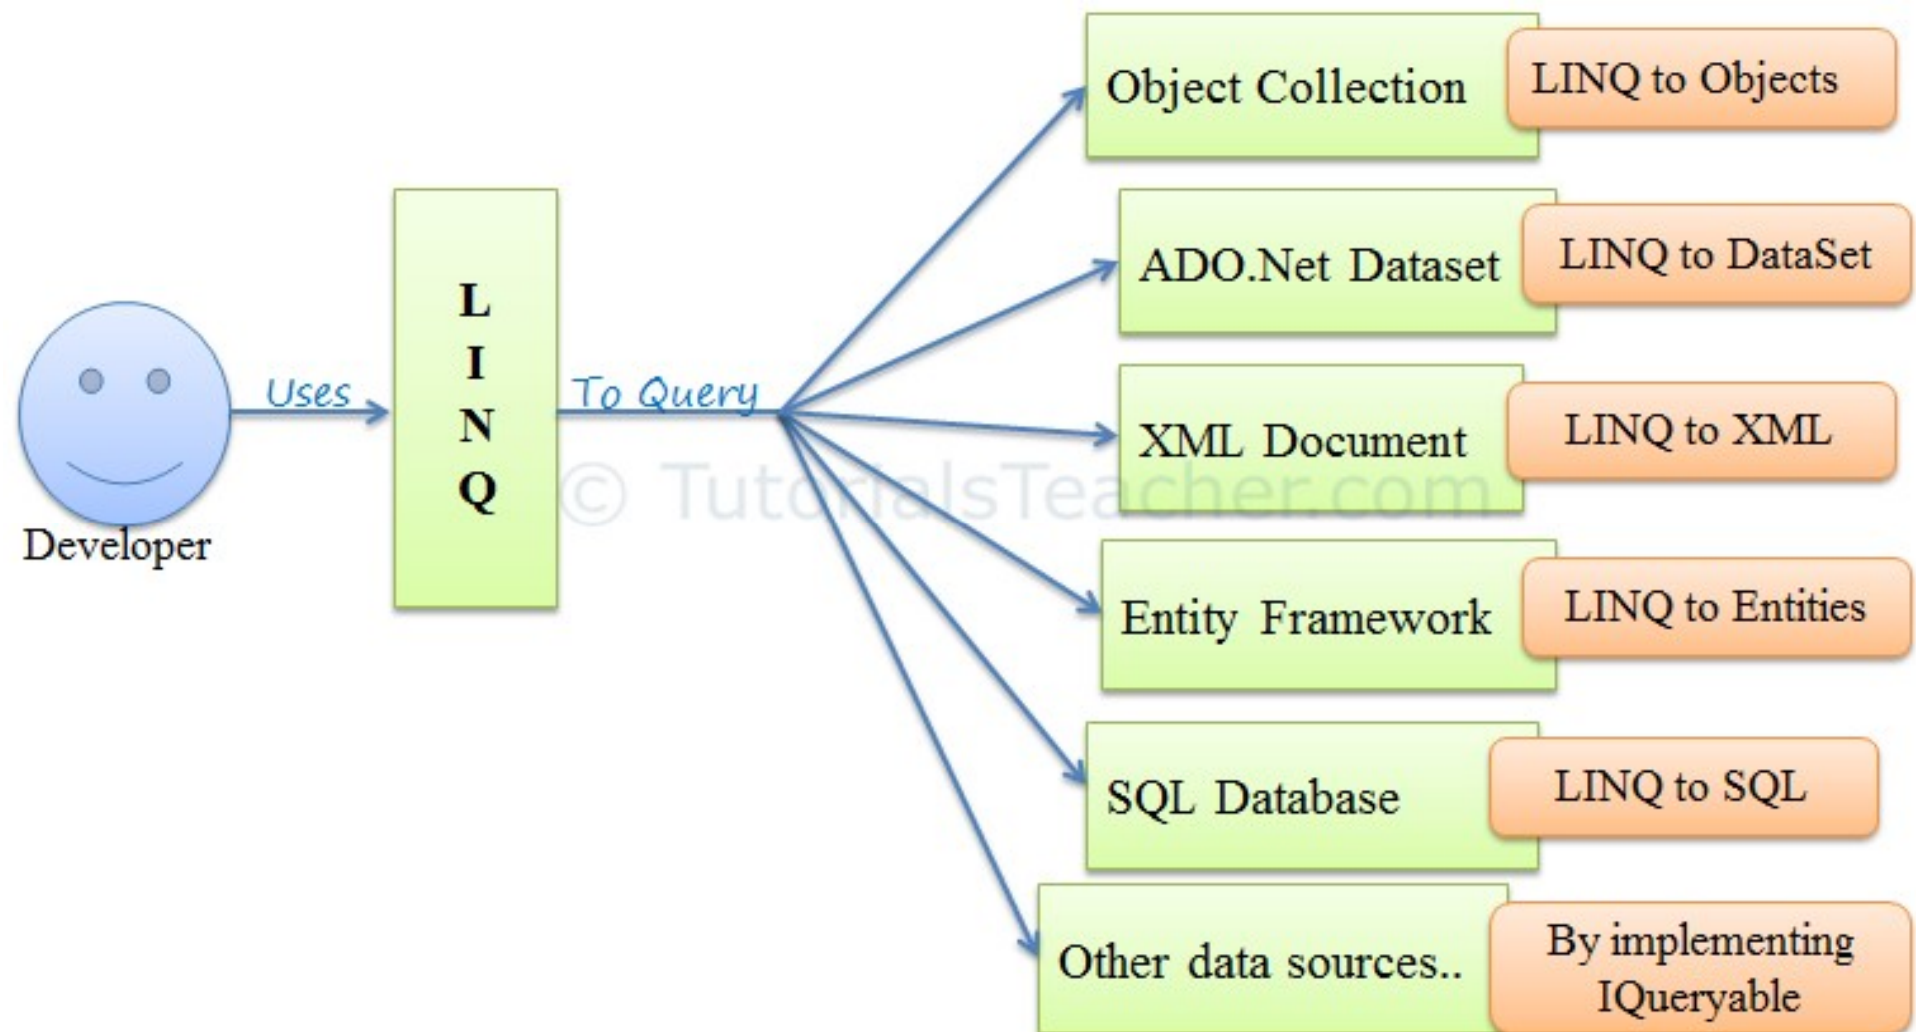 Object Collection
LINQ to Objects
ADO.Net Dataset
LINQ to DataSet
L
I
N
Q
Uses
To Query
XML Document
LINQ to XML
© TutorialsTeacher.com
Developer
Entity Framework
LINQ to Entities
SQL Database
LINQ to SQL
Other data sources..
By implementing
IQueryable